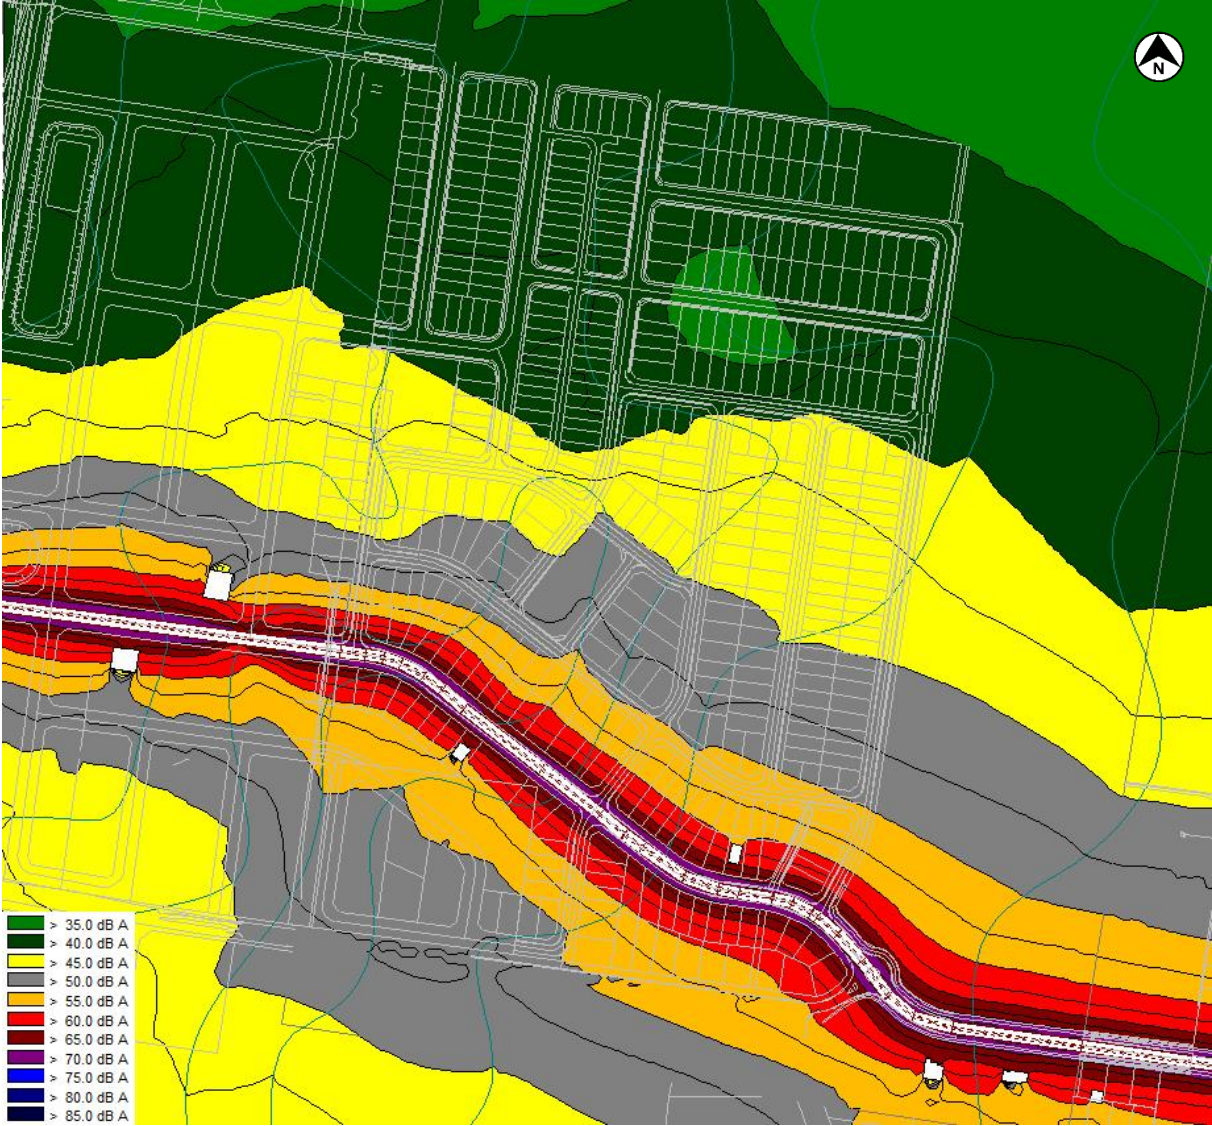 N
> 35.0 dB A
> 40.0 dB A
> 45.0 dB A
> 50.0 dB A
> 55.0 dB A
> 60.0 dB A
> 65.0 dB A
> 70.0 dB A
> 75.0 dB A
> 80.0 dB A
> 85.0 dB A